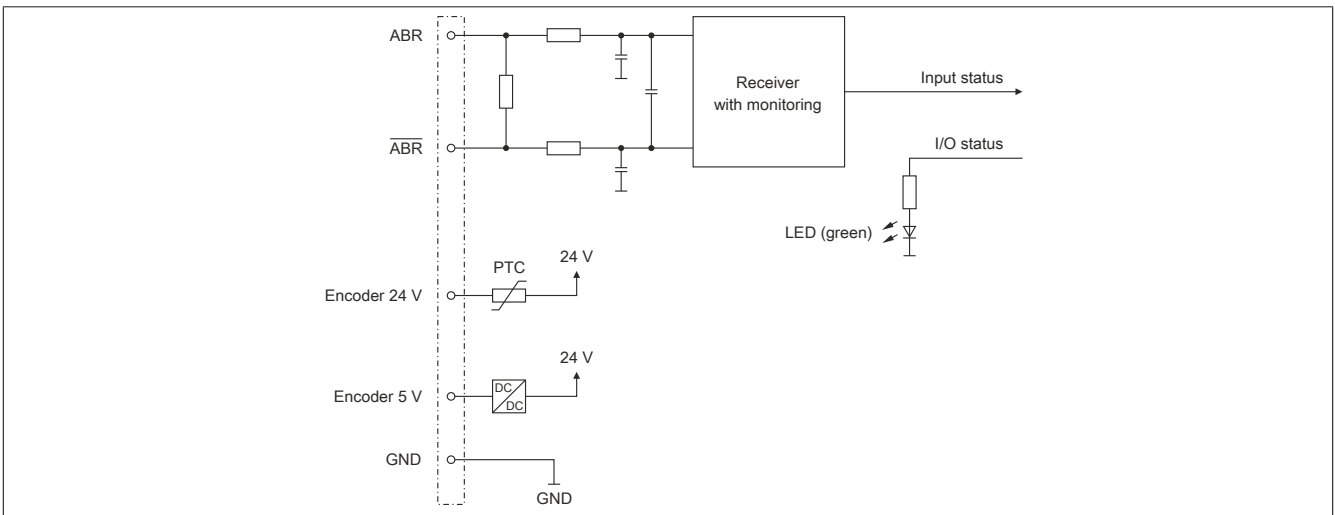 ABR
Receiver
with monitoring
Input status
A̅B̅R̅
I/O status
LED (green)
24 V
PTC
Encoder 24 V
24 V
DC
DC
Encoder 5 V
GND
GND